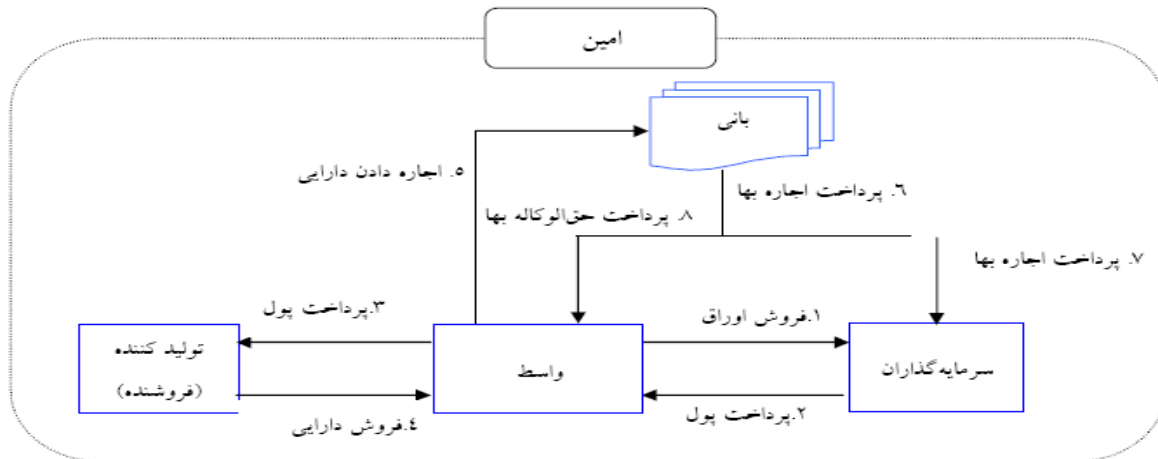 امین
بانی
۵. اجاره دادن دارایی
۶. پرداخت اجاره بها
۸. پرداخت حق‌الوکاله بها
۷. پرداخت اجاره بها
۳.پرداخت پول
۱.فروش اوراق
تولید کننده
(فروشنده)
واسط
سرمایه‌گذاران
۲.پرداخت پول
٤.فروش دارایی